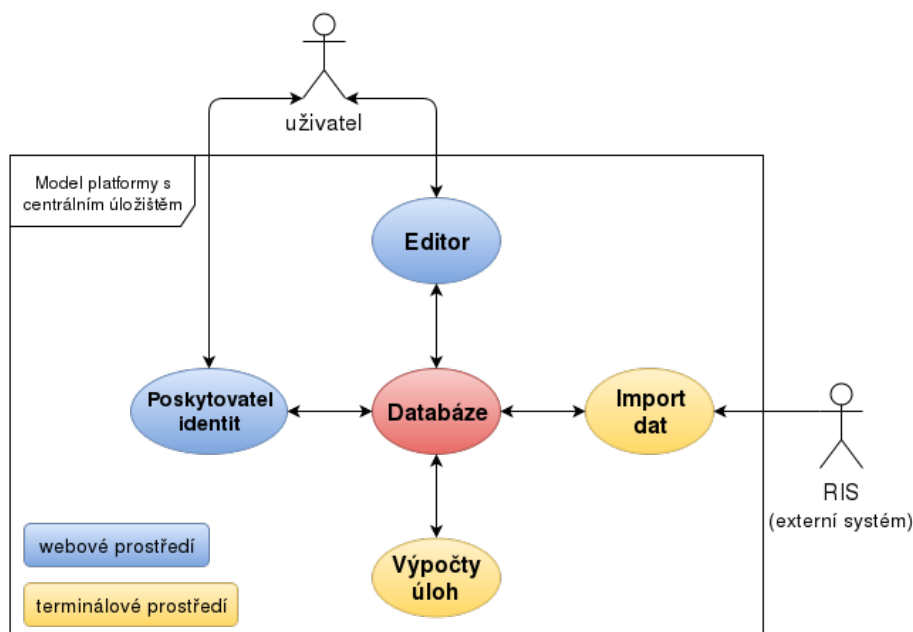 uživatel
Model platformy s
centrálním úložištěm
Editor
Poskytovatel
identit
Databáze
Import
dat
RIS
(externí systém)
webové prostředí
Výpočty
úloh
terminálové prostředí